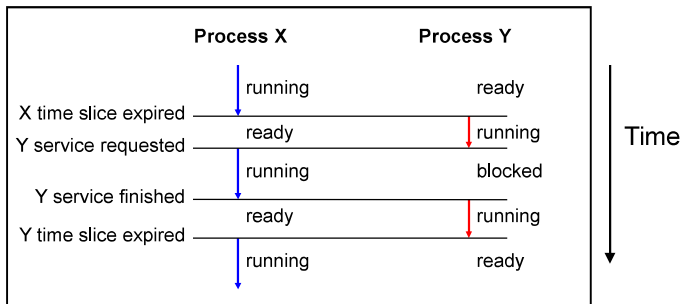 Process X Process Y
running ready
X time slice expired
ready running
Y service requested
running blocked
Time
Y service finished
ready running
Y time slice expired
running ready